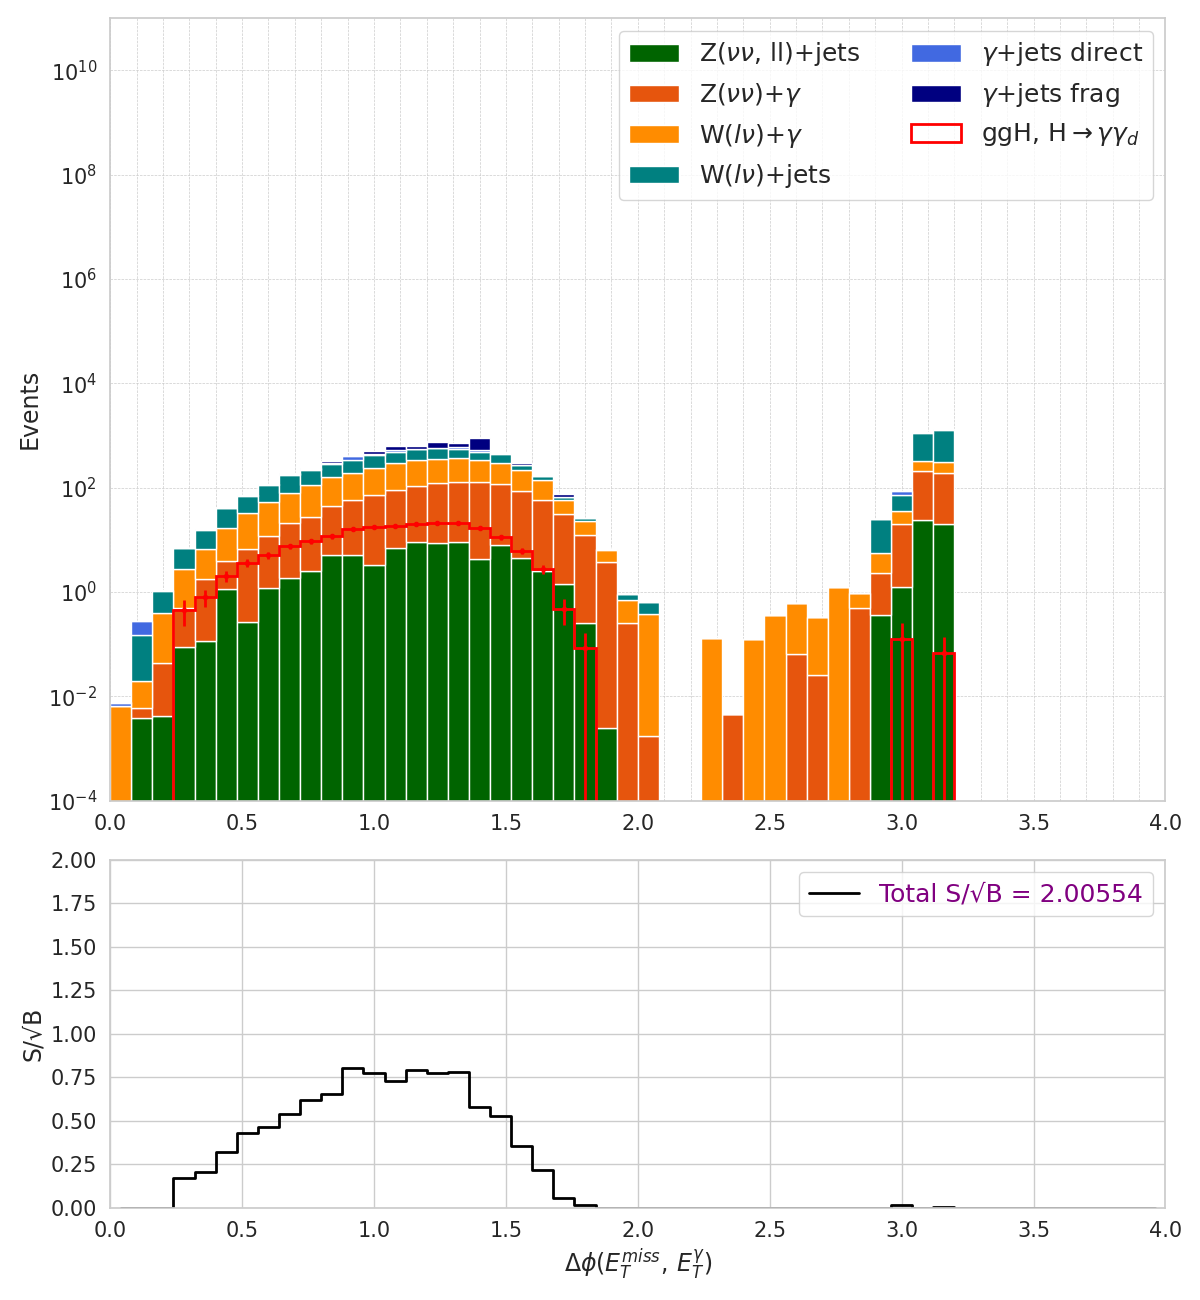 Z(νν, ll)+jets
Z(νν)+γ
W(lν)+γ
W(lν)+jets
γ+jets direct
γ+jets frag
ggH, H→γγ_d
Events
10^10
10^8
10^6
10^4
10^2
10^0
10^−2
10^−4
0.0 0.5 1.0 1.5 2.0 2.5 3.0 3.5 4.0
Total S/√B = 2.00554
S/√B
2.00
1.75
1.50
1.25
1.00
0.75
0.50
0.25
0.00
0.0 0.5 1.0 1.5 2.0 2.5 3.0 3.5 4.0
Δϕ(E_T^miss, E_T^γ)